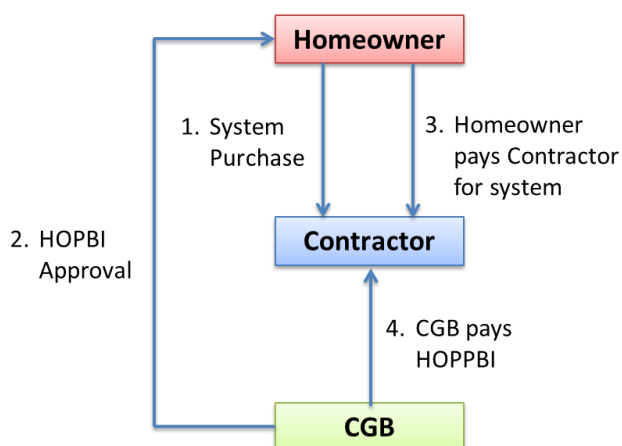 Homeowner
1. System
Purchase
3. Homeowner
pays Contractor
for system
Contractor
2. HOPBI
Approval
4. CGB pays
HOPPBI
CGB